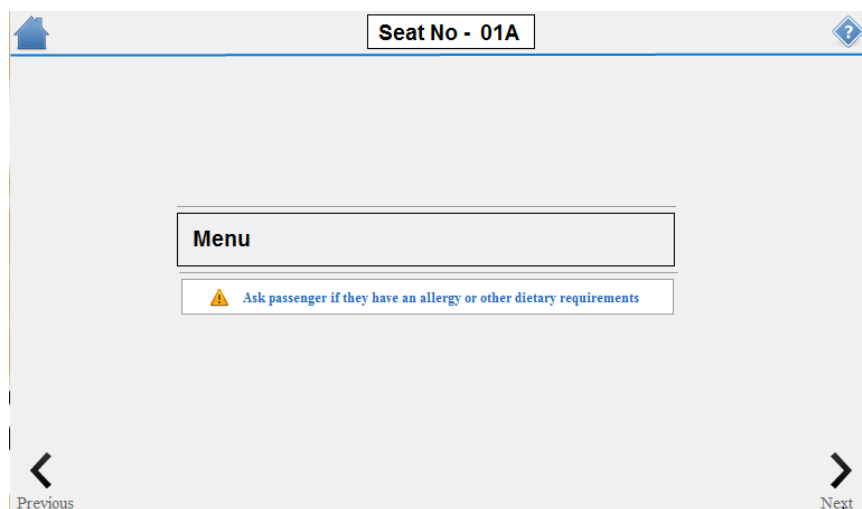 Seat No - 01A
?
Menu
Ask passenger if they have an allergy or other dietary requirements
Previous
Next